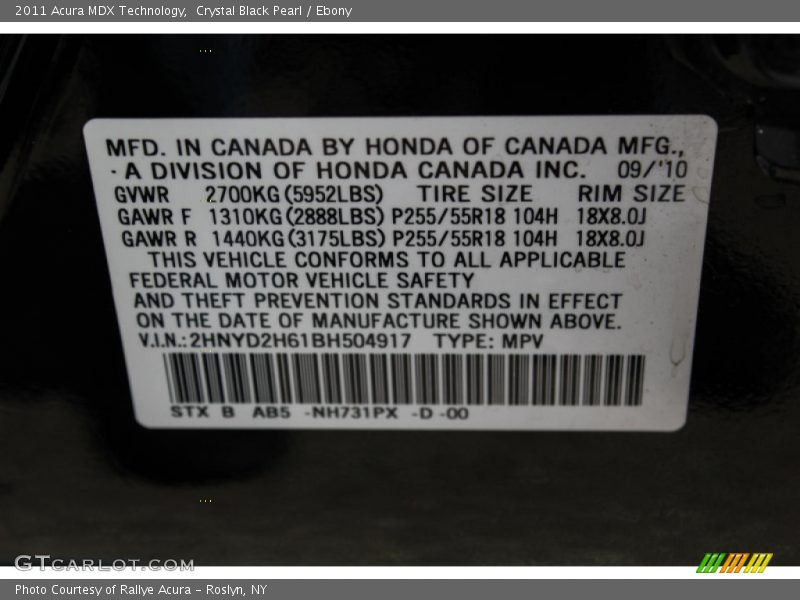 2011 Acura MDX Technology, Crystal Black Pearl / Ebony
MFD. IN CANADA BY HONDA OF CANADA MFG.,
A DIVISION OF HONDA CANADA INC. 09/'10
GVWR 2700KG(5952LBS) TIRE SIZE RIM SIZE
GAWR F 1310KG(2888LBS) P255/55R18 104H 18X8.0J
GAWR R 1440KG(3175LBS) P255/55R18 104H 18X8.0J
THIS VEHICLE CONFORMS TO ALL APPLICABLE
FEDERAL MOTOR VEHICLE SAFETY
AND THEFT PREVENTION STANDARDS IN EFFECT
ON THE DATE OF MANUFACTURE SHOWN ABOVE.
V.I.N.: 2HNYD2H61BH504917 TYPE: MPV
STX B AB5 -NH731PX -D -00
GTCARLOT.COM
Photo Courtesy of Rallye Acura - Roslyn, NY